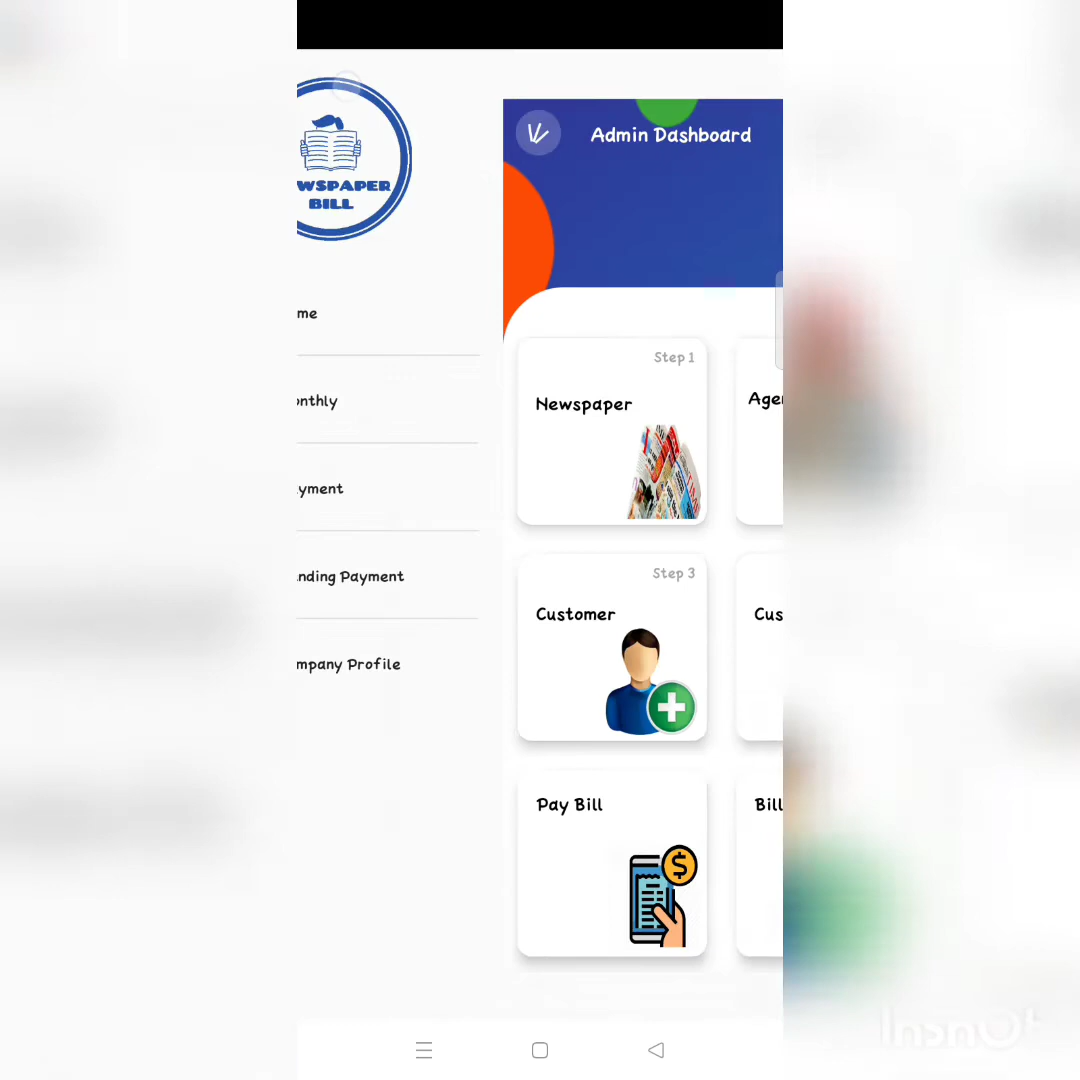 WSPAPER
BILL
me
onthly
yment
nding Payment
mpany Profile
Admin Dashboard
Step 1
Newspaper
Age
Step 3
Customer
Cus
Pay Bill
Bill